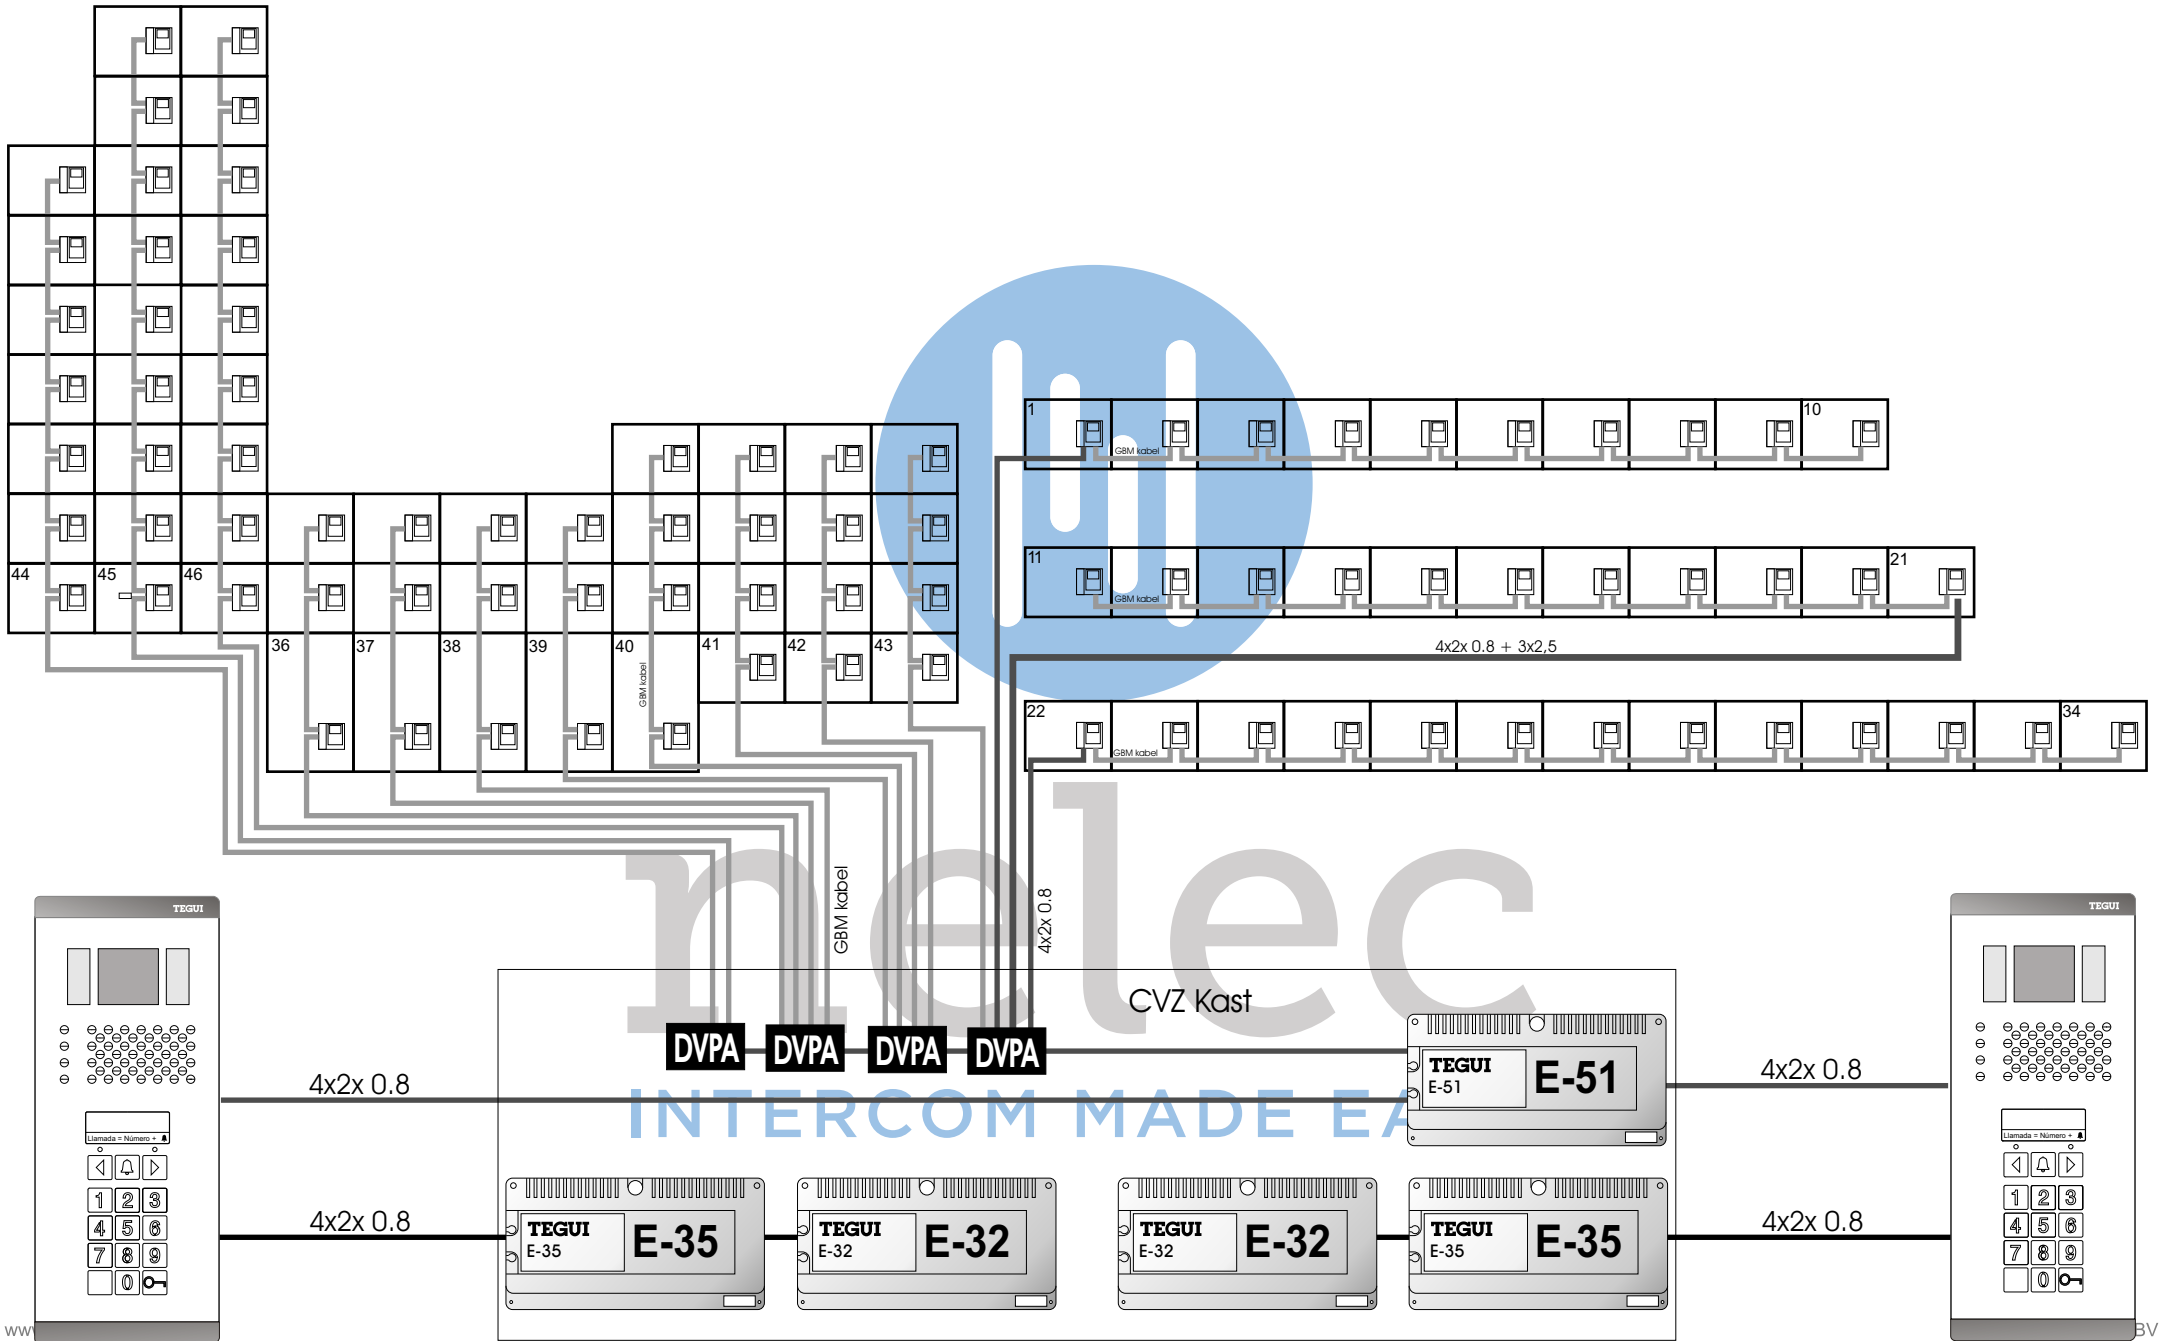 1
10
GBM kabel
11
21
GBM kabel
44
45
46
4x2x 0.8 + 3x2,5
36
37
38
39
40
41
42
43
GBM kabel
22
34
GBM kabel
nelec
GBM kabel
4x2x 0.8
TEGUI
TEGUI
CVZ Kast
DVPA
DVPA
DVPA
DVPA
TEGUI
E-51
E-51
4x2x 0.8
4x2x 0.8
INTERCOM MADE EA
Llamada = Número +
Llamada = Número +
1 2 3
4 5 6
7 8 9
0
4x2x 0.8
TEGUI
E-35
E-35
TEGUI
E-32
E-32
TEGUI
E-32
E-32
TEGUI
E-35
E-35
4x2x 0.8
1 2 3
4 5 6
7 8 9
0
BV